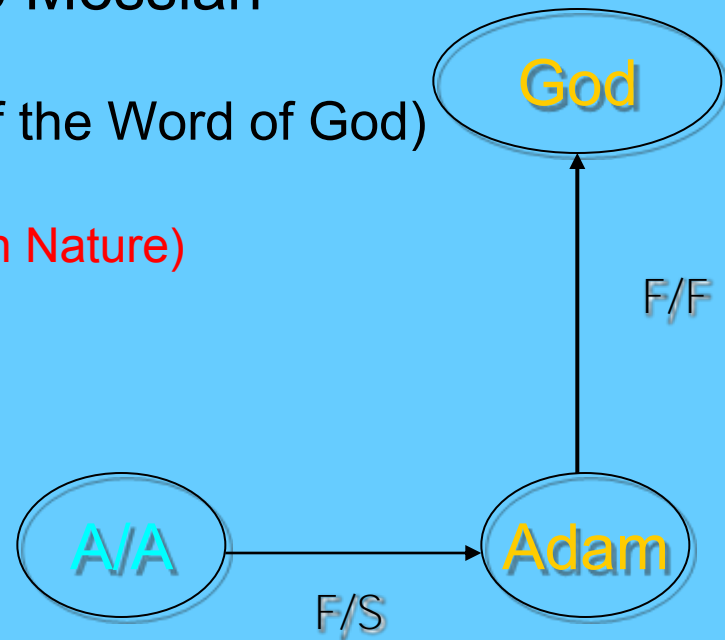 Messiah
God
f the Word of God)
n Nature)
F/F
A/A
Adam
F/S